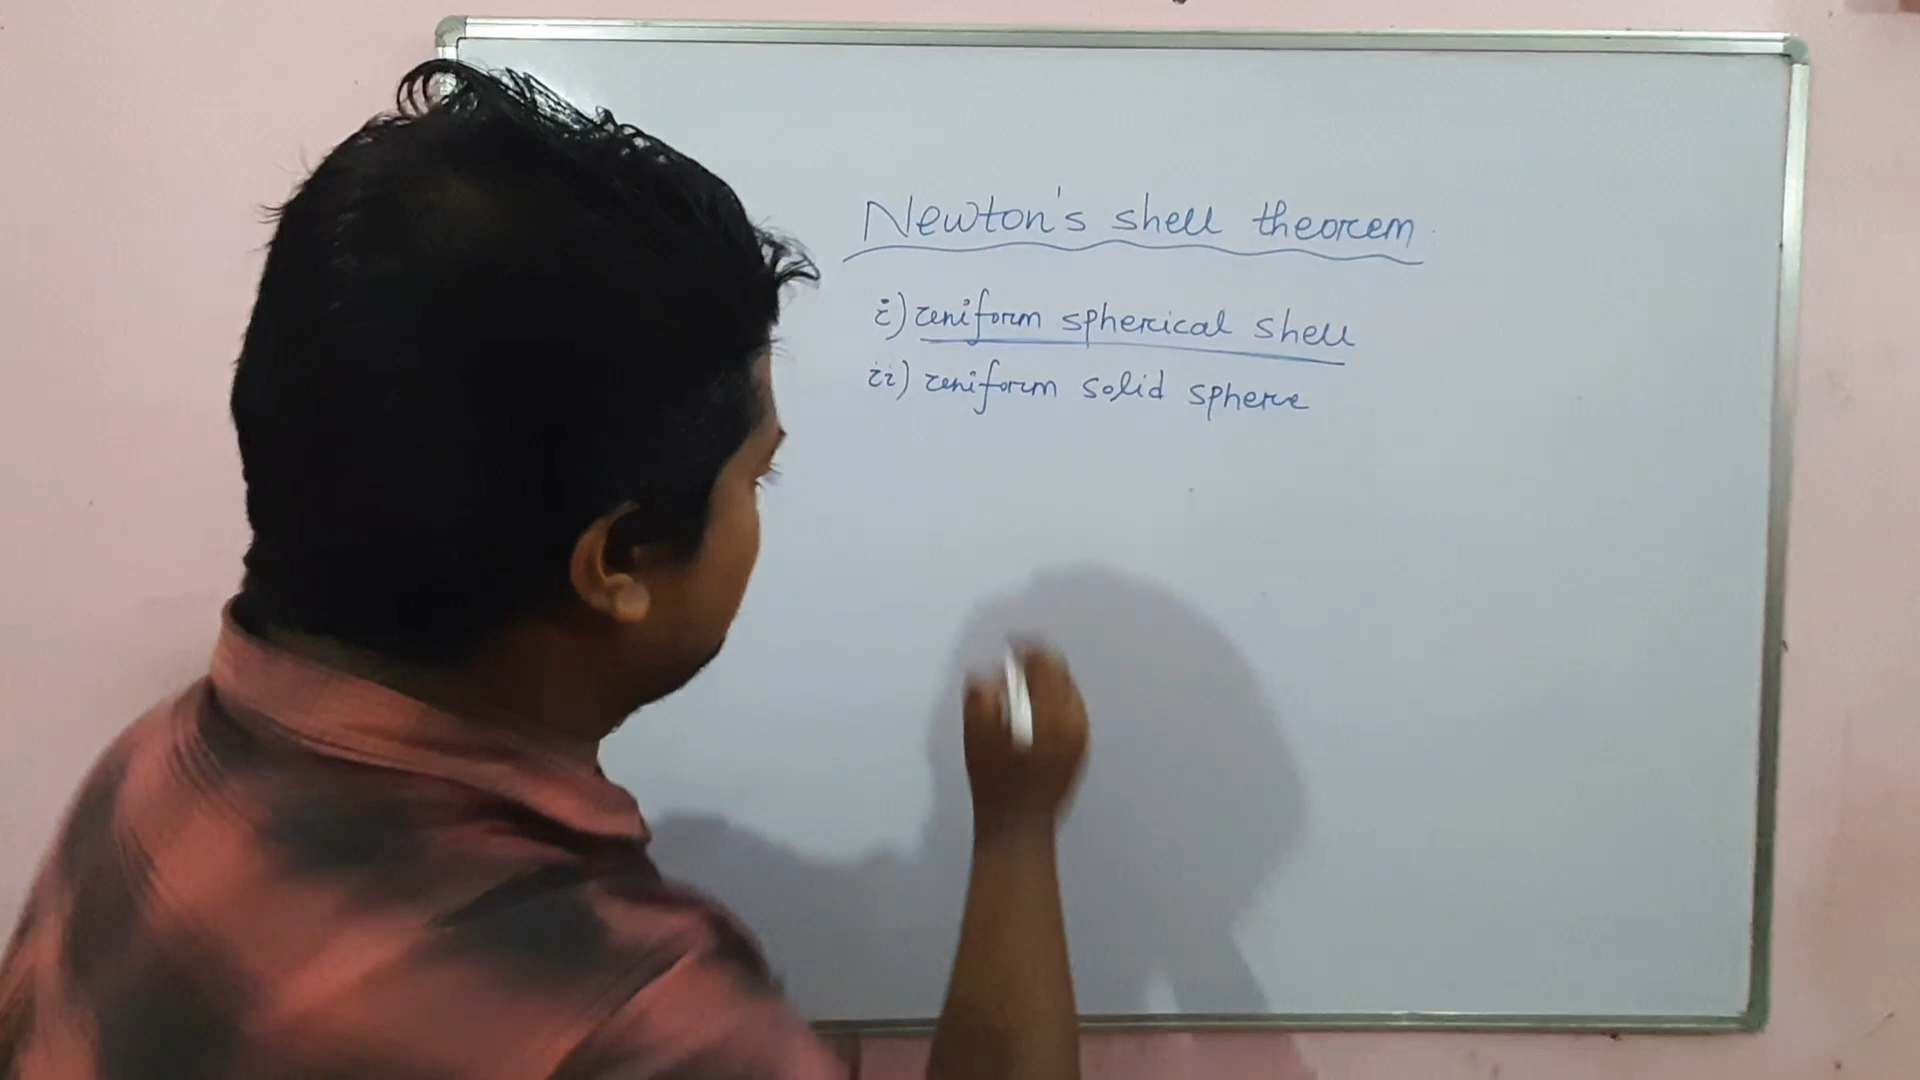 Newton's shell theorem
i) uniform spherical shell
ii) uniform solid sphere